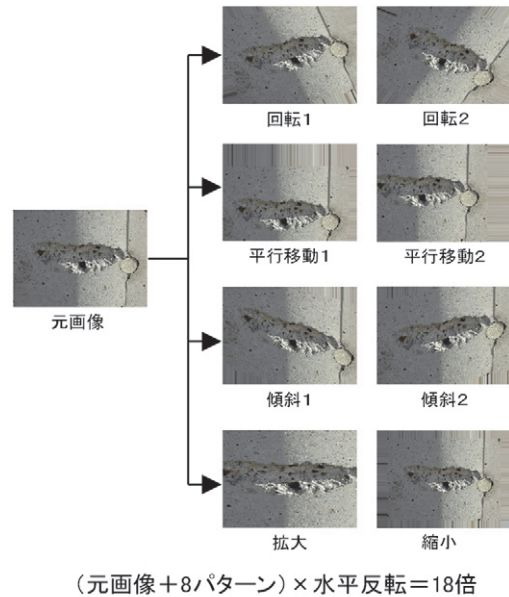 回転1
回転2
平行移動1
平行移動2
元画像
傾斜1
傾斜2
拡大
縮小
(元画像+8パターン)×水平反転=18倍